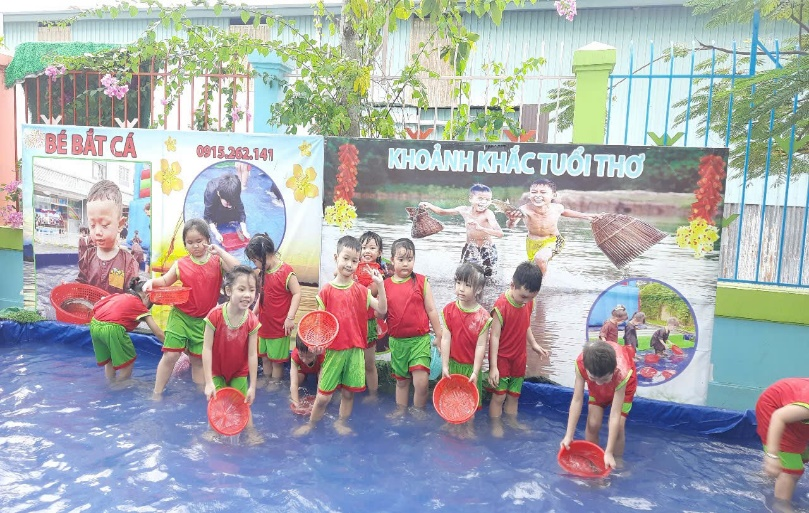 BÉ BẮT CÁ
0915.262.141
KHOẢNH KHẮC TUỔI THƠ